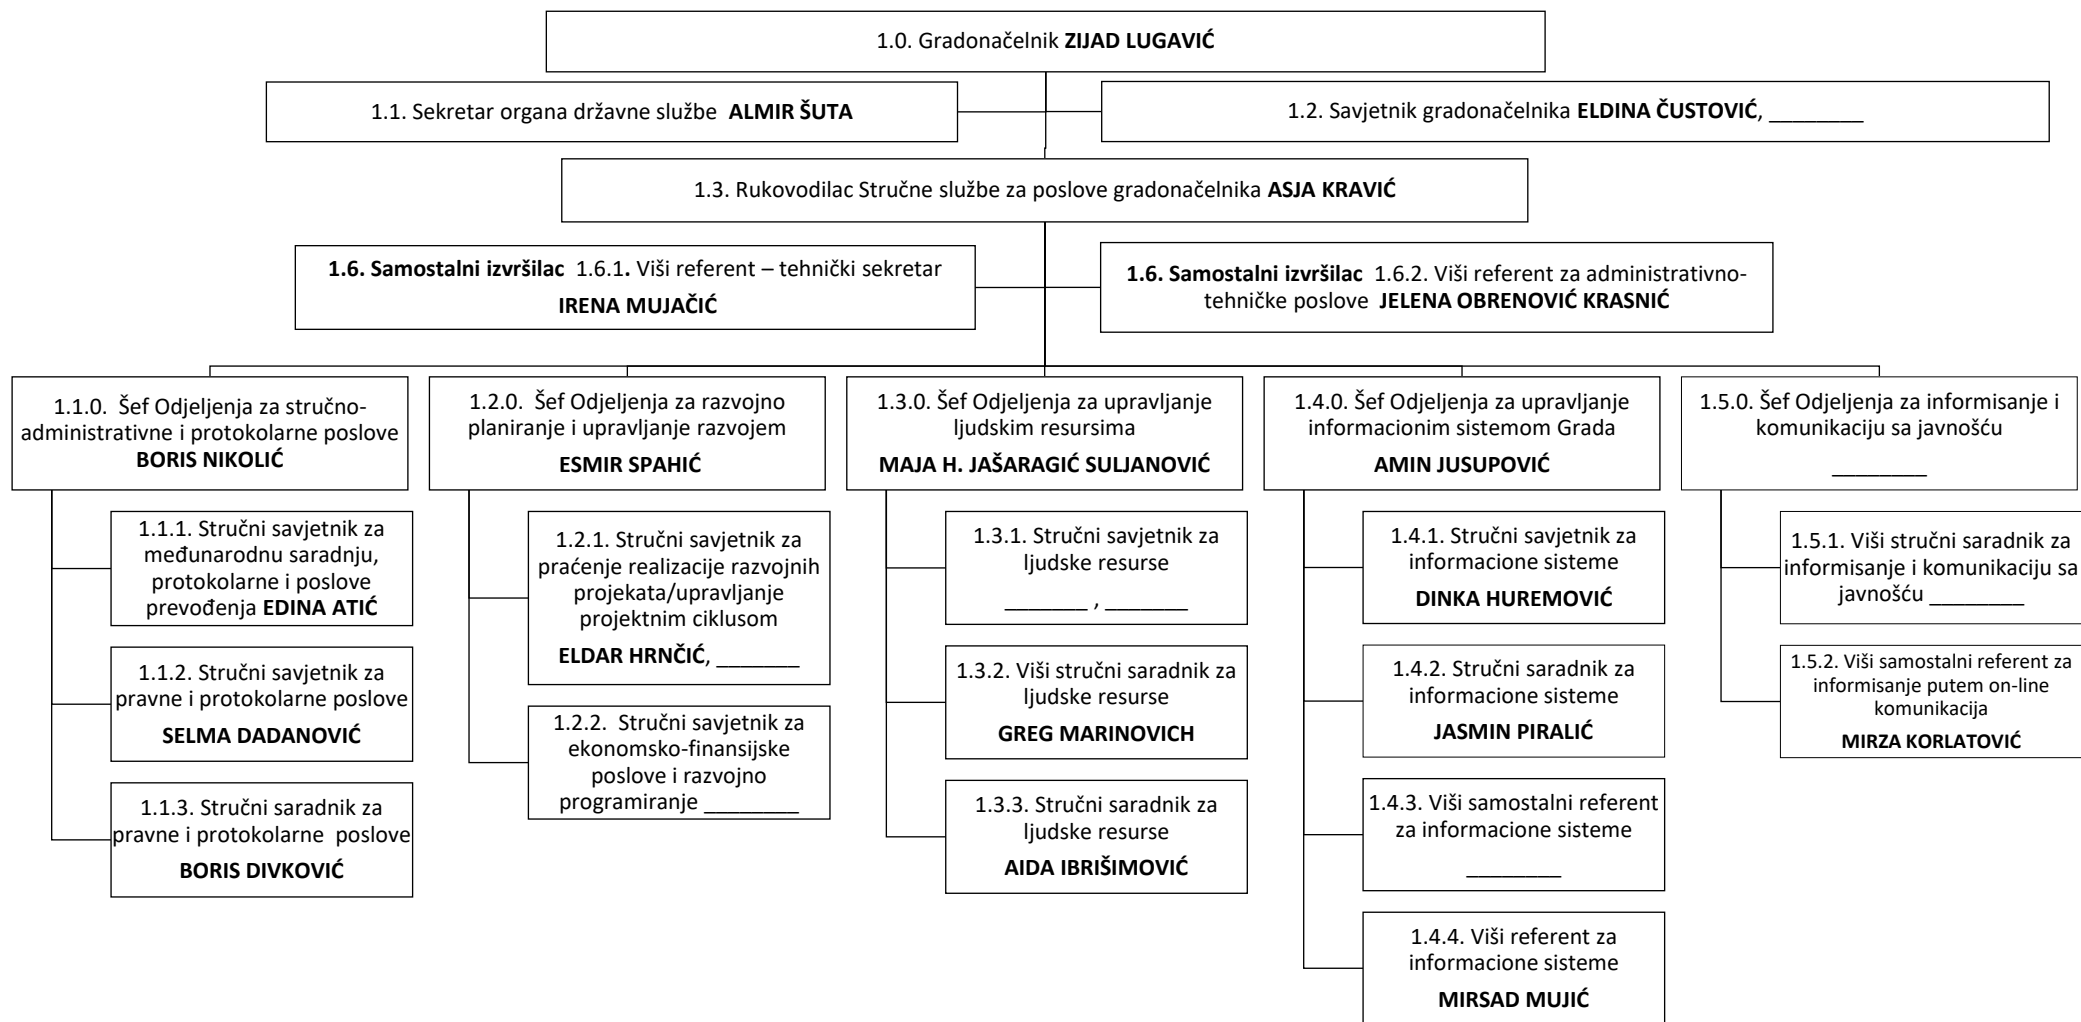 1.0. Gradonačelnik ZIJAD LUGAVIĆ
1.1. Sekretar organa državne službe ALMIR ŠUTA
1.2. Savjetnik gradonačelnika ELDINA ČUSTOVIĆ, ________
1.3. Rukovodilac Stručne službe za poslove gradonačelnika ASJA KRAVIĆ
1.6. Samostalni izvršilac 1.6.1. Viši referent – tehnički sekretar
IRENA MUJAČIĆ
1.6. Samostalni izvršilac 1.6.2. Viši referent za administrativno-
tehničke poslove JELENA OBRENOVIĆ KRASNIĆ
1.1.0. Šef Odjeljenja za stručno-
administrativne i protokolarne poslove
BORIS NIKOLIĆ
1.1.1. Stručni savjetnik za
međunarodnu saradnju,
protokolarne i poslove
prevođenja EDINA ATIĆ
1.1.2. Stručni savjetnik za
pravne i protokolarne poslove
SELMA DADANOVIĆ
1.1.3. Stručni saradnik za
pravne i protokolarne poslove
BORIS DIVKOVIĆ
1.2.0. Šef Odjeljenja za razvojno
planiranje i upravljanje razvojem
ESMIR SPAHIĆ
1.2.1. Stručni savjetnik za
praćenje realizacije razvojnih
projekata/upravljanje
projektnim ciklusom
ELDAR HRNČIĆ, _______
1.2.2. Stručni savjetnik za
ekonomsko-finansijske
poslove i razvojno
programiranje ________
1.3.0. Šef Odjeljenja za upravljanje
ljudskim resursima
MAJA H. JAŠARAGIĆ SULJANOVIĆ
1.3.1. Stručni savjetnik za
ljudske resurse
_______ , _______
1.3.2. Viši stručni saradnik za
ljudske resurse
GREG MARINOVICH
1.3.3. Stručni saradnik za
ljudske resurse
AIDA IBRIŠIMOVIĆ
1.4.0. Šef Odjeljenja za upravljanje
informacionim sistemom Grada
AMIN JUSUPOVIĆ
1.4.1. Stručni savjetnik za
informacione sisteme
DINKA HUREMOVIĆ
1.4.2. Stručni saradnik za
informacione sisteme
JASMIN PIRALIĆ
1.4.3. Viši samostalni referent
za informacione sisteme
________
1.4.4. Viši referent za
informacione sisteme
MIRSAD MUJIĆ
1.5.0. Šef Odjeljenja za informisanje i
komunikaciju sa javnošću
________
1.5.1. Viši stručni saradnik za
informisanje i komunikaciju sa
javnošću ________
1.5.2. Viši samostalni referent za
informisanje putem on-line
komunikacija
MIRZA KORLATOVIĆ